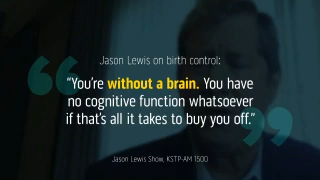 Jason Lewis on birth control:
“You’re without a brain. You have
no cognitive function whatsoever
if that’s all it takes to buy you off.”
Jason Lewis Show, KSTP-AM 1500